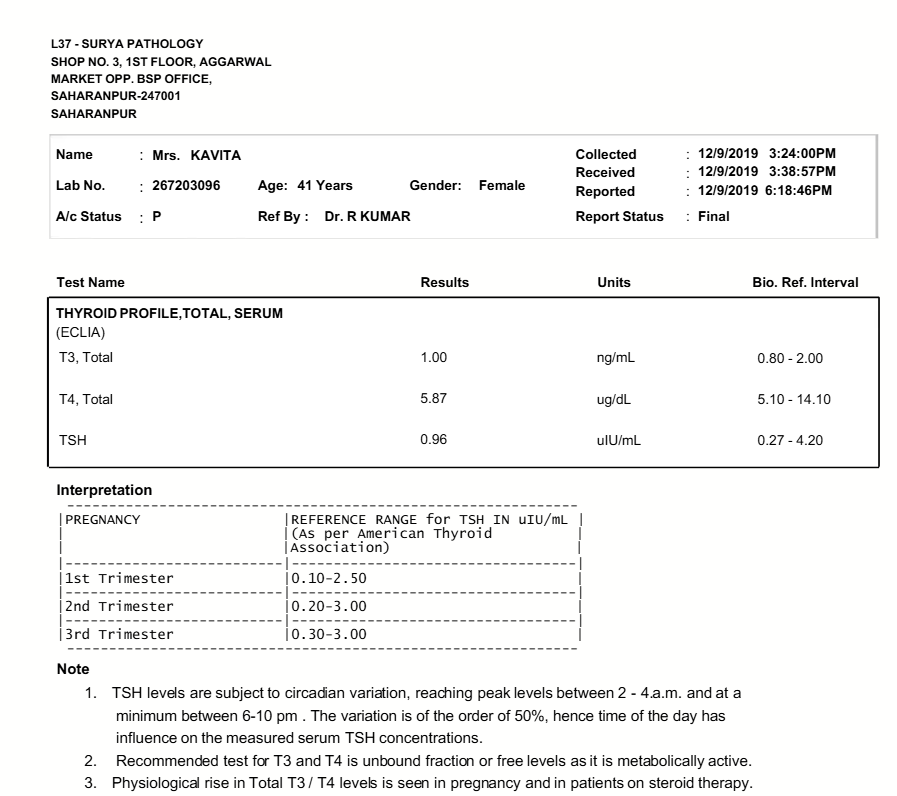 L37 - SURYA PATHOLOGY
SHOP NO. 3, 1ST FLOOR, AGGARWAL
MARKET OPP. BSP OFFICE,
SAHARANPUR-247001
SAHARANPUR
Name : Mrs. KAVITA Collected : 12/9/2019 3:24:00PM
Received : 12/9/2019 3:38:57PM
Lab No. : 267203096 Age: 41 Years Gender: Female Reported : 12/9/2019 6:18:46PM
A/c Status : P Ref By : Dr. R KUMAR Report Status : Final
Test Name Results Units Bio. Ref. Interval
THYROID PROFILE,TOTAL, SERUM
(ECLIA)
T3, Total 1.00 ng/mL 0.80 - 2.00
T4, Total 5.87 ug/dL 5.10 - 14.10
TSH 0.96 uIU/mL 0.27 - 4.20
Interpretation
PREGNANCY REFERENCE RANGE for TSH IN uIU/mL
(As per American Thyroid
Association)
1st Trimester 0.10-2.50
2nd Trimester 0.20-3.00
3rd Trimester 0.30-3.00
Note
1. TSH levels are subject to circadian variation, reaching peak levels between 2 - 4.a.m. and at a
minimum between 6-10 pm . The variation is of the order of 50%, hence time of the day has
influence on the measured serum TSH concentrations.
2. Recommended test for T3 and T4 is unbound fraction or free levels as it is metabolically active.
3. Physiological rise in Total T3 / T4 levels is seen in pregnancy and in patients on steroid therapy.